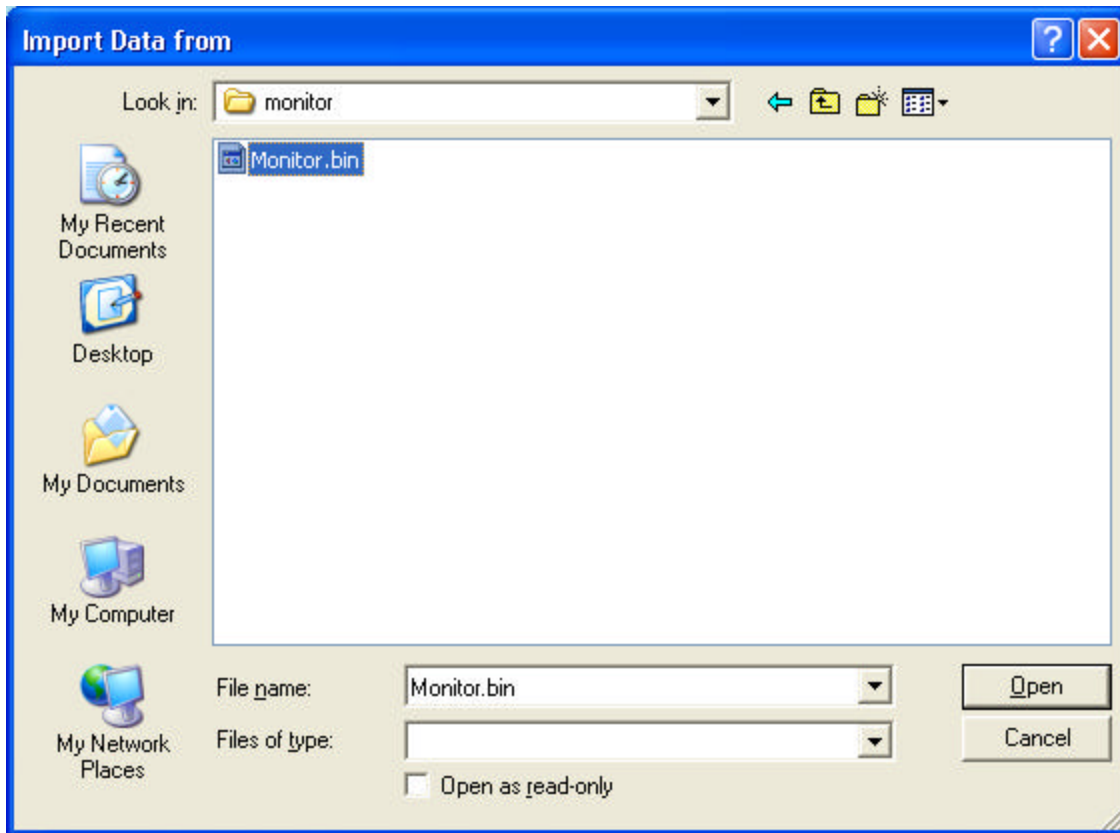 Import Data from
Look in: monitor
Monitor.bin
My Recent
Documents
Desktop
My Documents
My Computer
My Network
Places
File name: Monitor.bin Open
Files of type: Cancel
Open as read-only